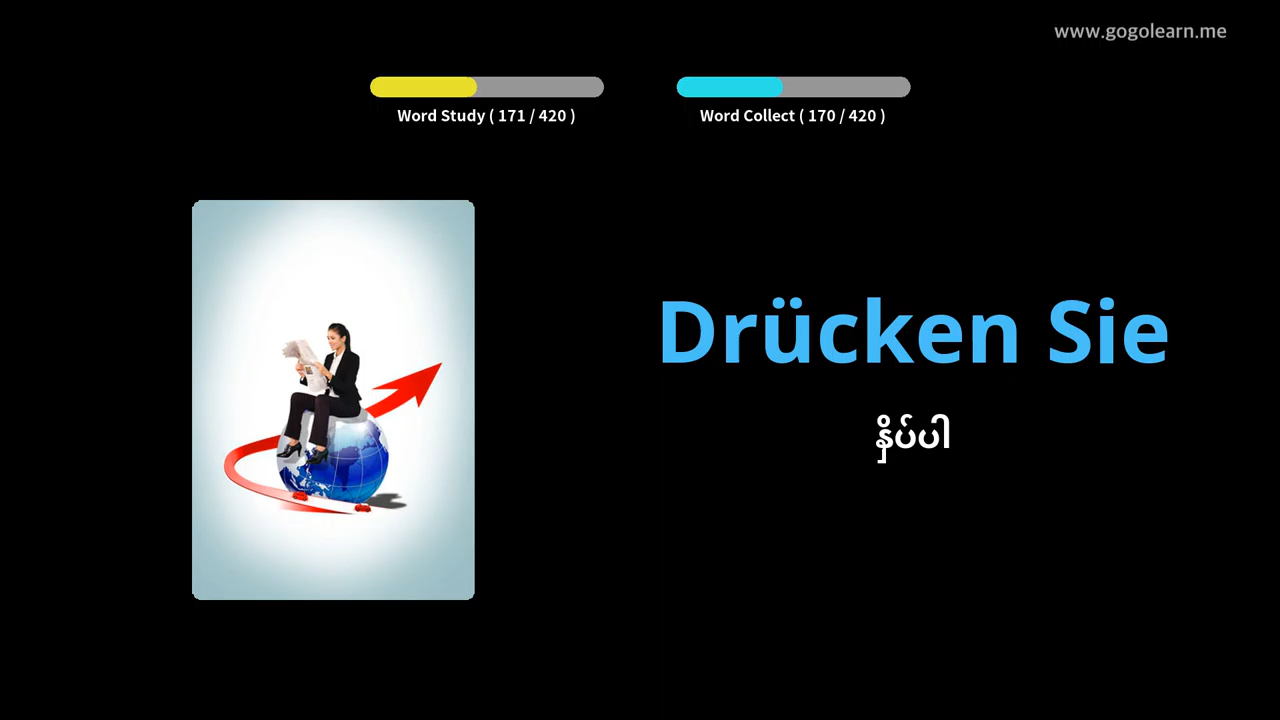 www.gogolearn.me
Word Study ( 171 / 420 )
Word Collect ( 170 / 420 )
Drücken Sie
နှိပ်ပါ